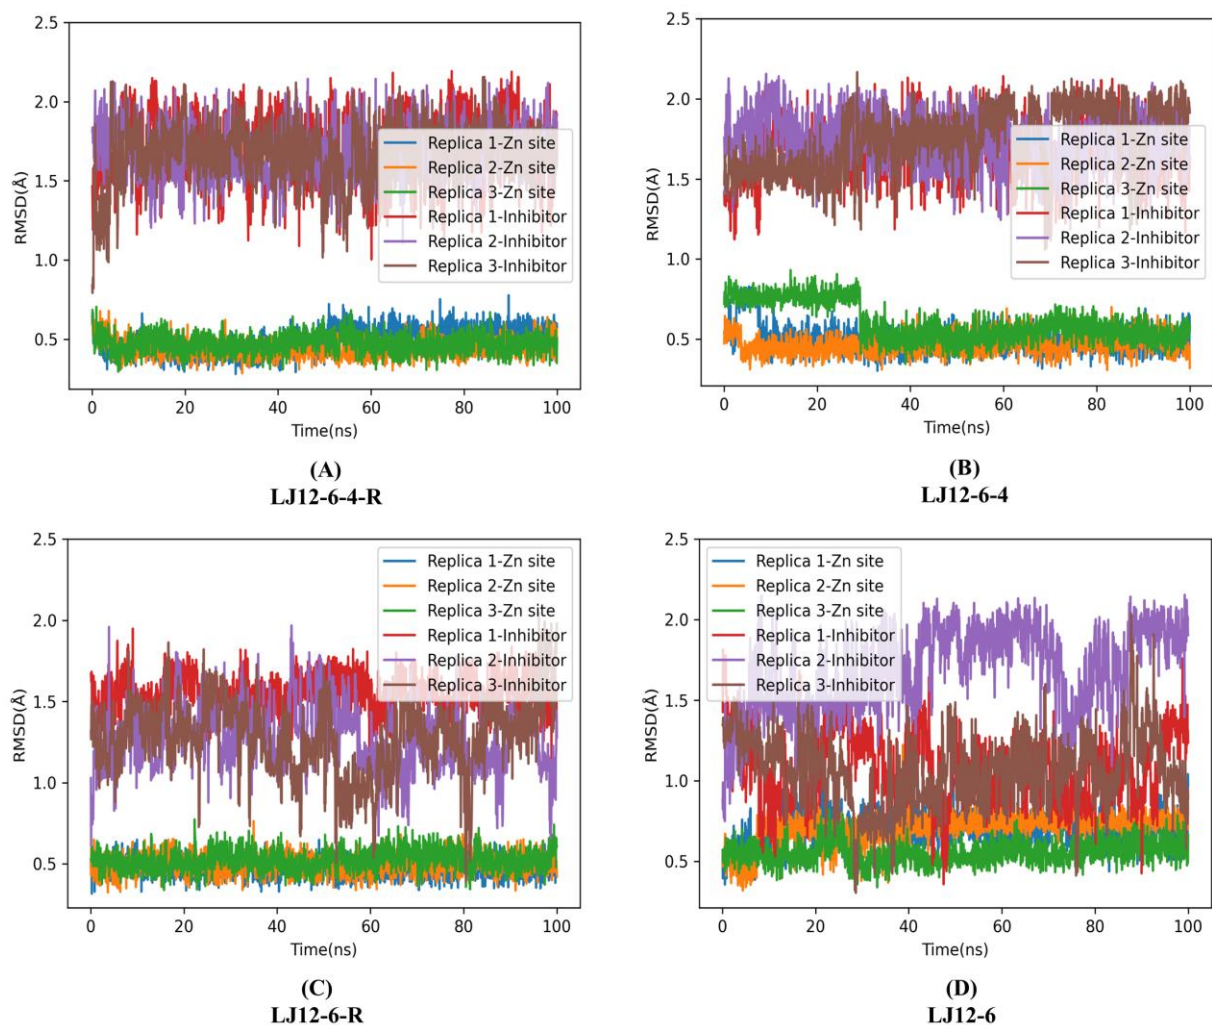 2.5
2.0
1.5
1.0
0.5
RMSD(Å)
Replica 1-Zn site
Replica 2-Zn site
Replica 3-Zn site
Replica 1-Inhibitor
Replica 2-Inhibitor
Replica 3-Inhibitor
0 20 40 60 80 100
Time(ns)
(A)
LJ12-6-4-R
2.5
2.0
1.5
1.0
0.5
RMSD(Å)
Replica 1-Zn site
Replica 2-Zn site
Replica 3-Zn site
Replica 1-Inhibitor
Replica 2-Inhibitor
Replica 3-Inhibitor
0 20 40 60 80 100
Time(ns)
(B)
LJ12-6-4
2.5
2.0
1.5
1.0
0.5
RMSD(Å)
Replica 1-Zn site
Replica 2-Zn site
Replica 3-Zn site
Replica 1-Inhibitor
Replica 2-Inhibitor
Replica 3-Inhibitor
0 20 40 60 80 100
Time(ns)
(C)
LJ12-6-R
2.5
2.0
1.5
1.0
0.5
RMSD(Å)
Replica 1-Zn site
Replica 2-Zn site
Replica 3-Zn site
Replica 1-Inhibitor
Replica 2-Inhibitor
Replica 3-Inhibitor
0 20 40 60 80 100
Time(ns)
(D)
LJ12-6